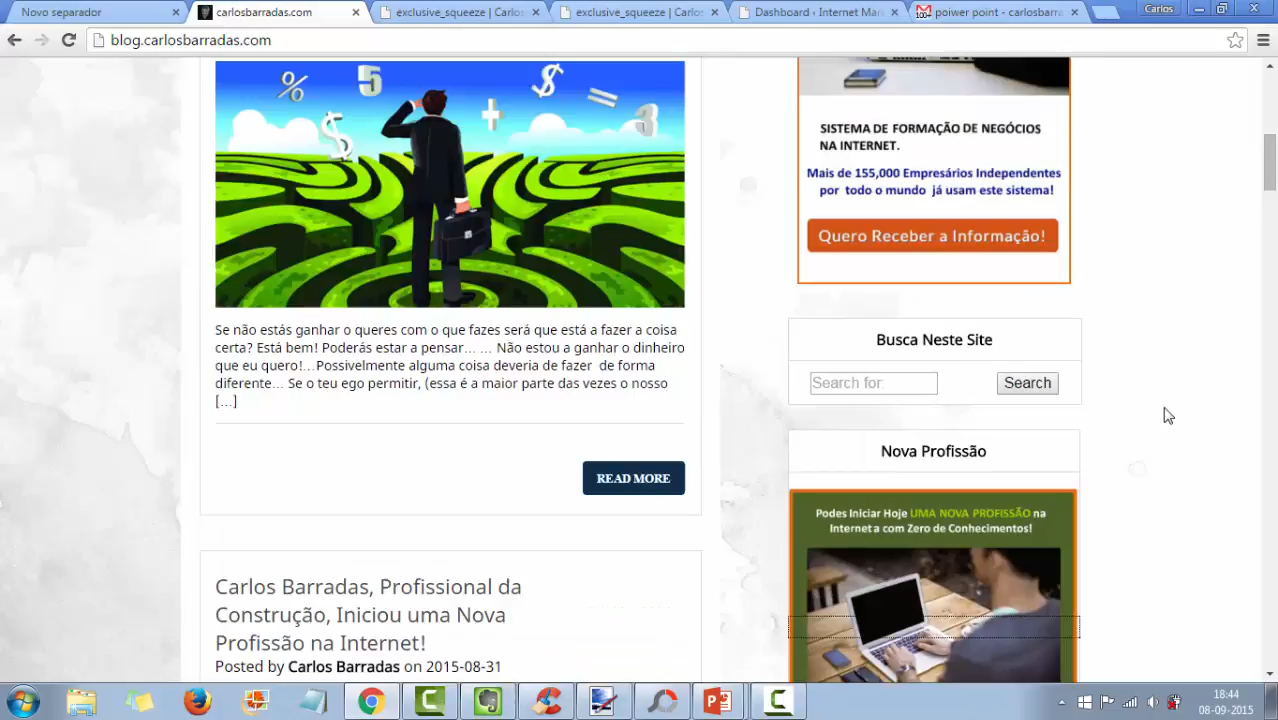 Novo separador
carlosbarradas.com
exclusive_squeeze | Carlos
exclusive_squeeze | Carlos
Dashboard ‹ Internet Mar
poiwer point - carlosbarra
Carlos
blog.carlosbarradas.com
% 5 $ + = 3 $
SISTEMA DE FORMAÇÃO DE NEGÓCIOS
NA INTERNET.
Mais de 155,000 Empresários Independentes
por todo o mundo já usam este sistema!
Quero Receber a Informação!
Se não estás ganhar o queres com o que fazes será que está a fazer a coisa
certa? Está bem! Poderás estar a pensar… … Não estou a ganhar o dinheiro
que eu quero!…Possivelmente alguma coisa deveria de fazer de forma
diferente… Se o teu ego permitir, (essa é a maior parte das vezes o nosso
[…]
READ MORE
Busca Neste Site
Search for:
Search
Nova Profissão
Podes Iniciar Hoje UMA NOVA PROFISSÃO na
Internet a com Zero de Conhecimentos!
Carlos Barradas, Profissional da
Construção, Iniciou uma Nova
Profissão na Internet!
Posted by Carlos Barradas on 2015-08-31
18:44
08-09-2015